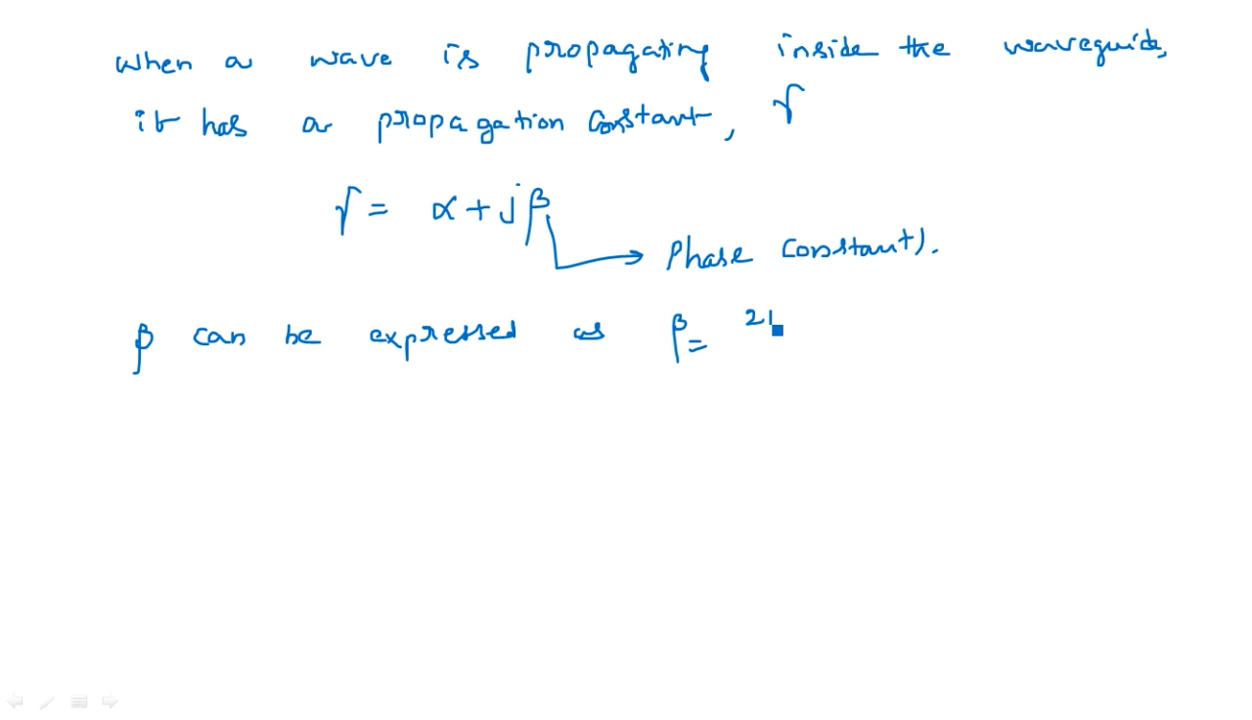 when a wave is propagating inside the waveguide,
it has a propagation constant, γ
γ = α + jβ
Phase constant).
β can be expressed as β = 2